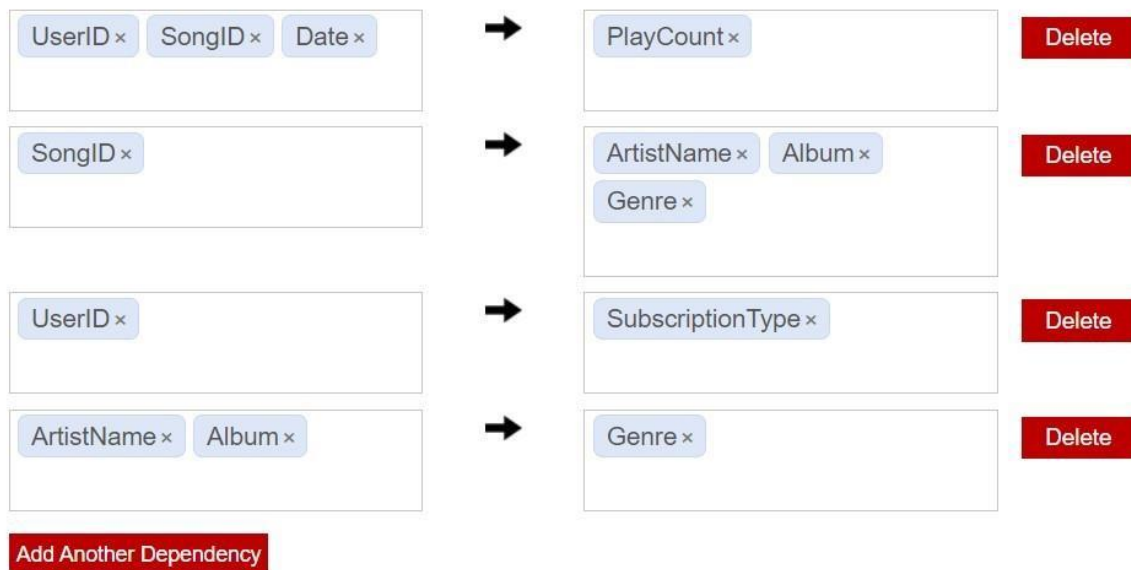 UserID × SongID × Date × PlayCount × Delete
SongID × ArtistName × Album × Delete
Genre ×
UserID × SubscriptionType × Delete
ArtistName × Album × Genre × Delete
Add Another Dependency